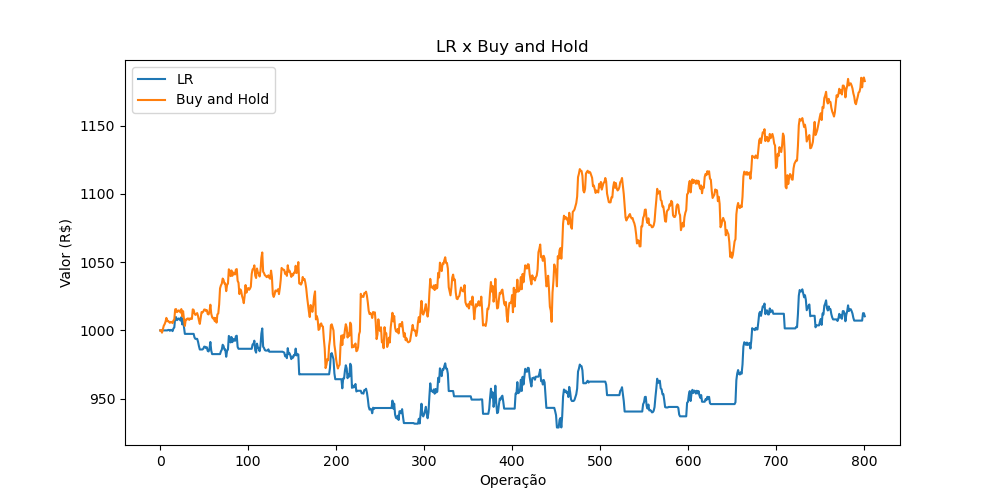 LR x Buy and Hold
LR
Buy and Hold
Valor (R$)
1150
1100
1050
1000
950
0 100 200 300 400 500 600 700 800
Operação